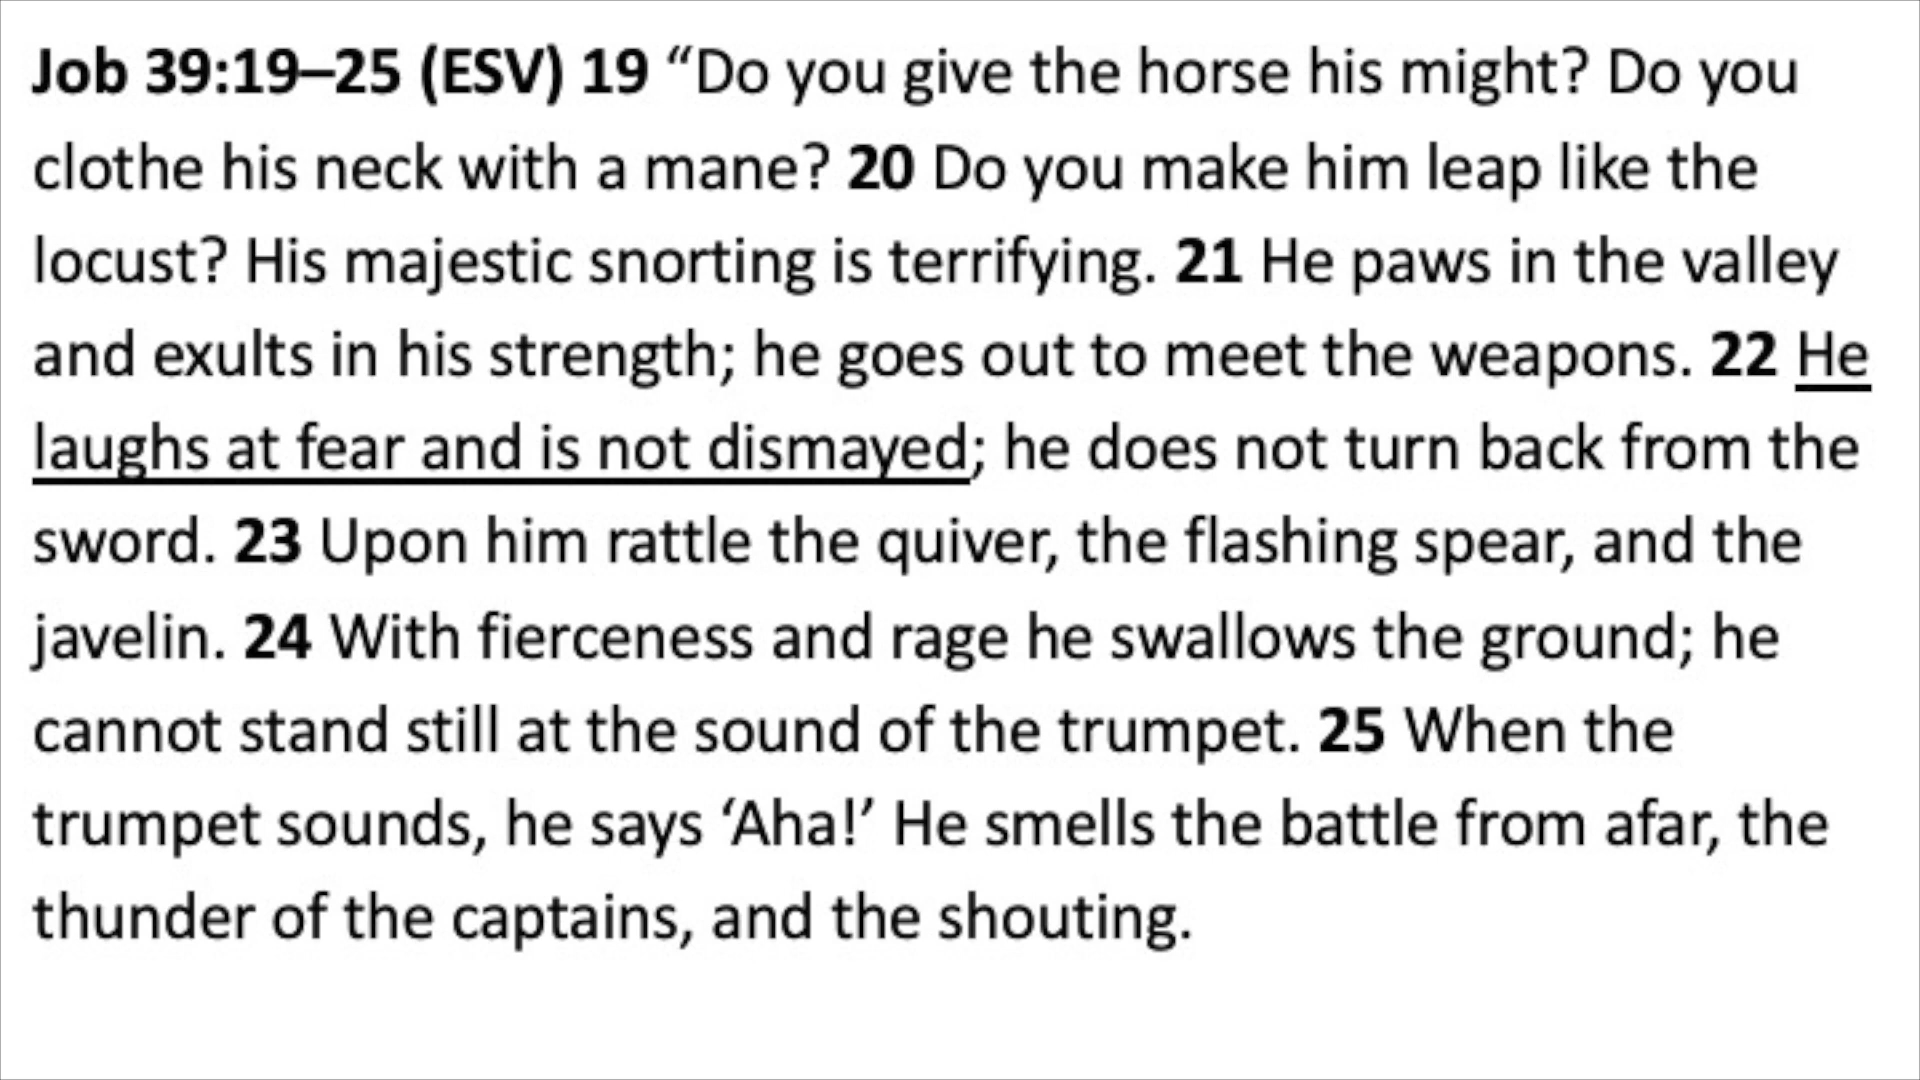 Job 39:19–25 (ESV) 19 “Do you give the horse his might? Do you
clothe his neck with a mane? 20 Do you make him leap like the
locust? His majestic snorting is terrifying. 21 He paws in the valley
and exults in his strength; he goes out to meet the weapons. 22 He
laughs at fear and is not dismayed; he does not turn back from the
sword. 23 Upon him rattle the quiver, the flashing spear, and the
javelin. 24 With fierceness and rage he swallows the ground; he
cannot stand still at the sound of the trumpet. 25 When the
trumpet sounds, he says ‘Aha!’ He smells the battle from afar, the
thunder of the captains, and the shouting.